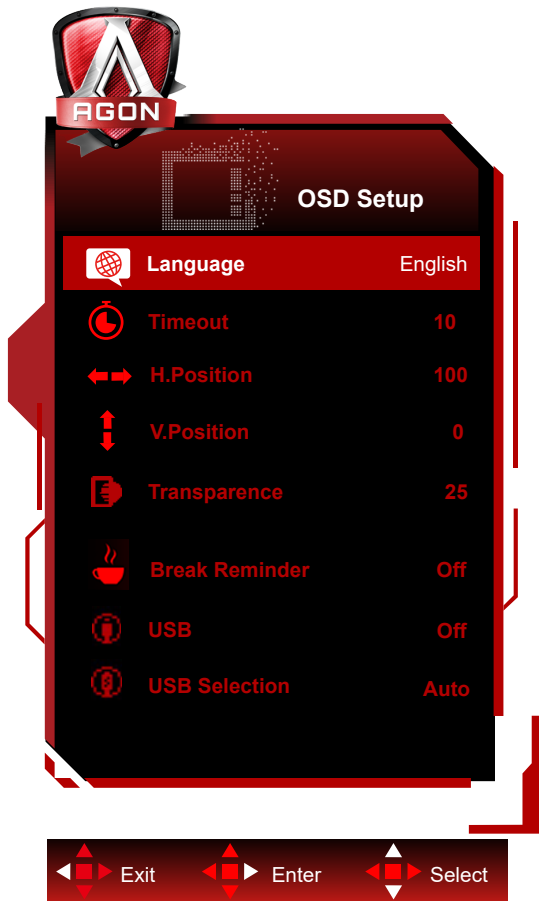 AGON
OSD Setup
Language English
Timeout 10
H.Position 100
V.Position 0
Transparence 25
Break Reminder Off
USB Off
USB Selection Auto
Exit Enter Select